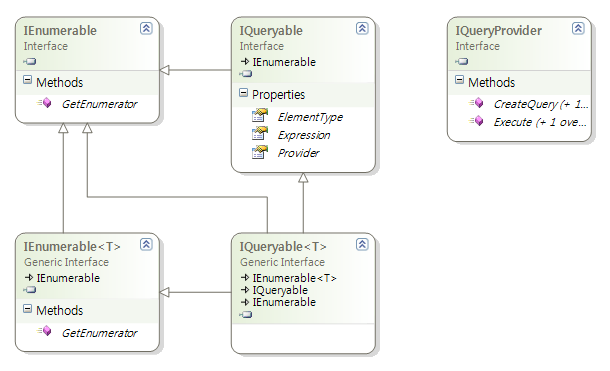 IEnumerable
Interface
Methods
GetEnumerator
IQueryable
Interface
IEnumerable
Properties
ElementType
Expression
Provider
IQueryProvider
Interface
Methods
CreateQuery (+ 1...
Execute (+ 1 ove...
IEnumerable<T>
Generic Interface
IEnumerable
Methods
GetEnumerator
IQueryable<T>
Generic Interface
IEnumerable<T>
IQueryable
IEnumerable